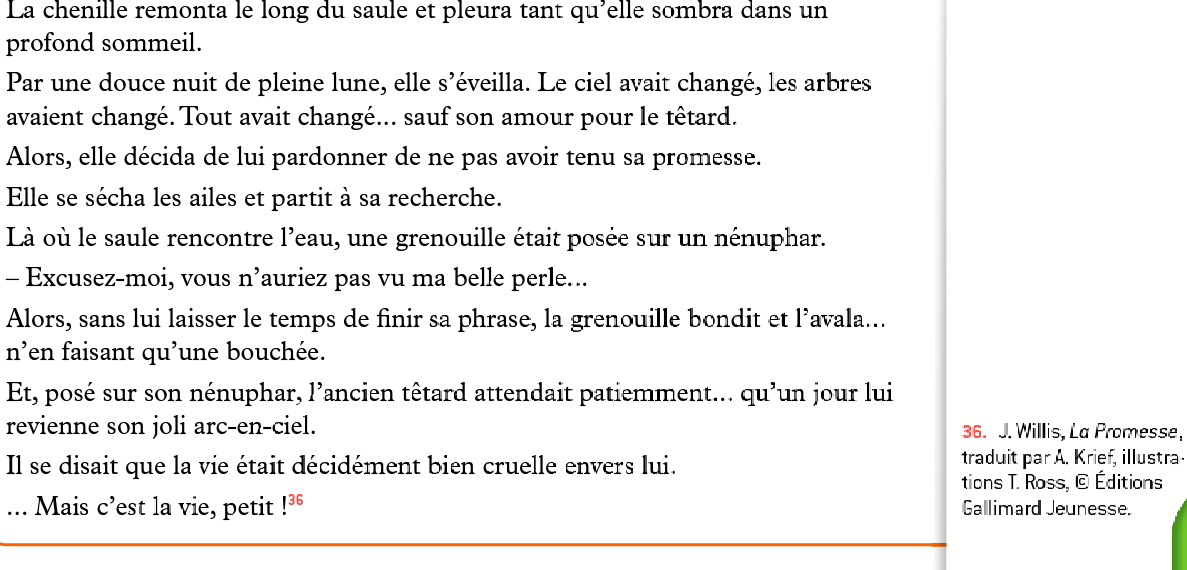 La chenille remonta le long du saule et pleura tant qu'elle sombra dans un
profond sommeil.
Par une douce nuit de pleine lune, elle s'éveilla. Le ciel avait changé, les arbres
avaient changé. Tout avait changé... sauf son amour pour le têtard.
Alors, elle décida de lui pardonner de ne pas avoir tenu sa promesse.
Elle se sécha les ailes et partit à sa recherche.
Là où le saule rencontre l'eau, une grenouille était posée sur un nénuphar.
– Excusez-moi, vous n'auriez pas vu ma belle perle...
Alors, sans lui laisser le temps de finir sa phrase, la grenouille bondit et l'avala...
n'en faisant qu'une bouchée.
Et, posé sur son nénuphar, l'ancien têtard attendait patiemment... qu'un jour lui
revienne son joli arc-en-ciel.
Il se disait que la vie était décidément bien cruelle envers lui.
... Mais c'est la vie, petit !36
36. J. Willis, La Promesse,
traduit par A. Krief, illustra-
tions T. Ross, © Éditions
Gallimard Jeunesse.